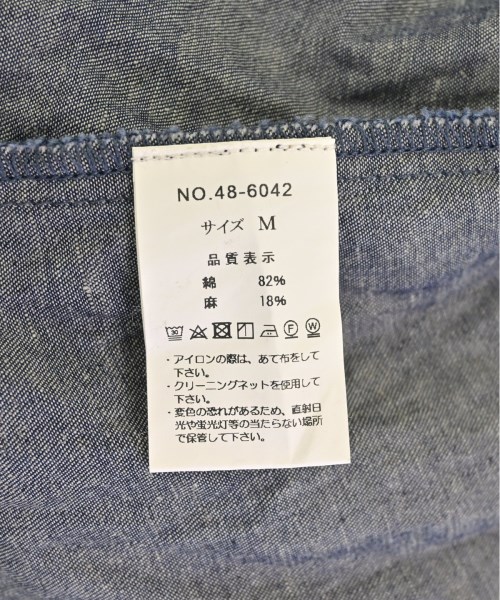 NO.48-6042
サイズ M
品質表示
綿 82%
麻 18%
30 F W
・アイロンの際は、あて布をして
下さい。
・クリーニングネットを使用して
下さい。
・変色の恐れがあるため、直射日
光や蛍光灯等の当たらない場所
で保管して下さい。